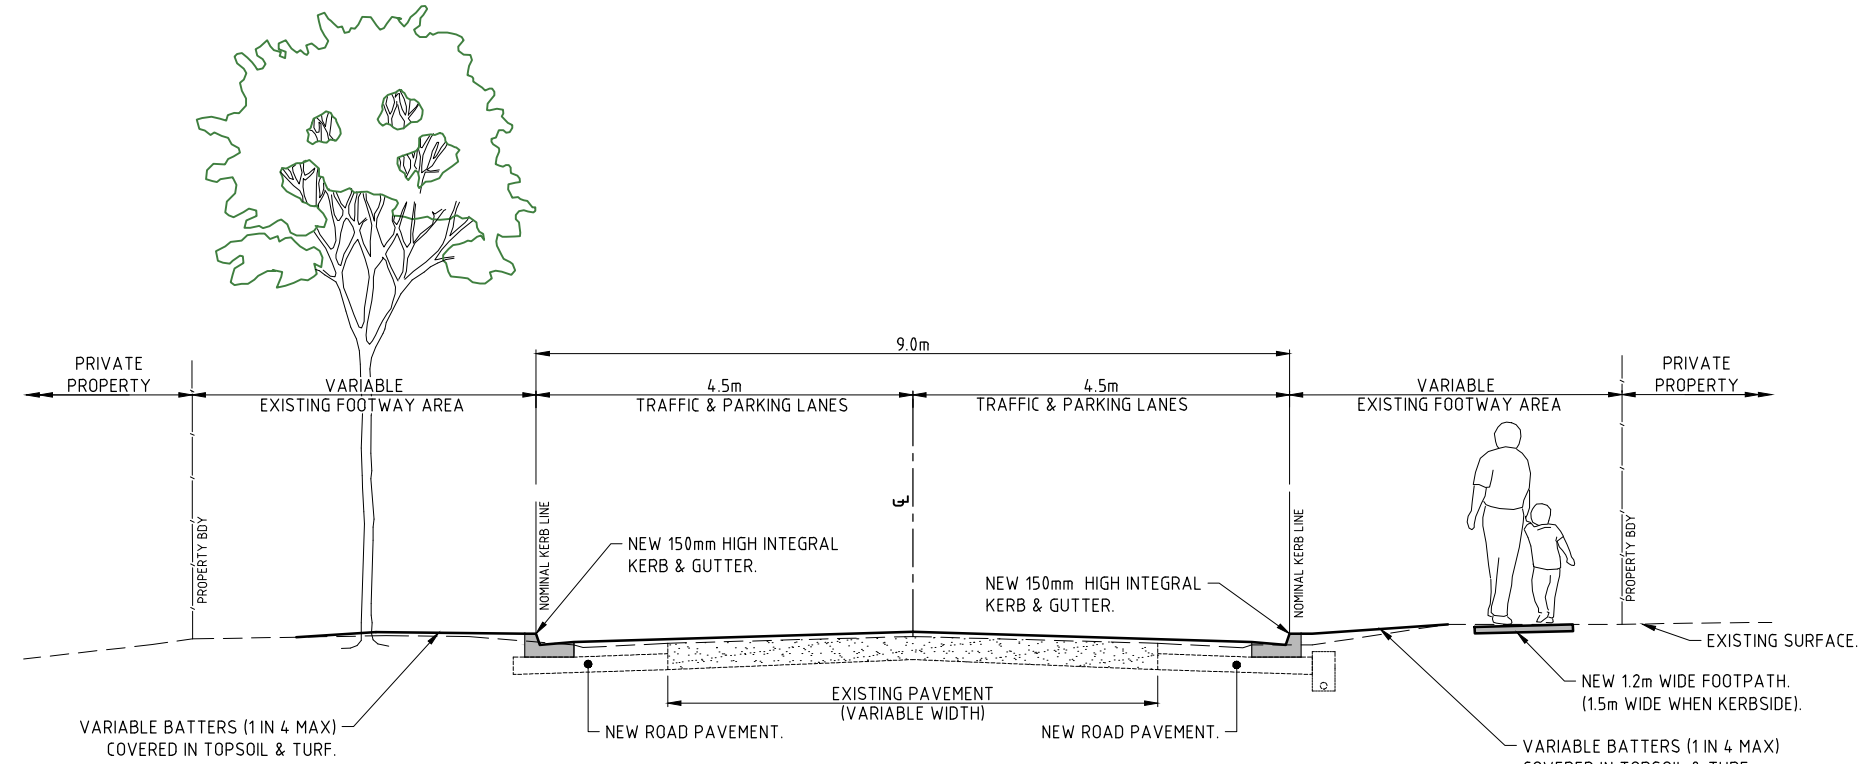 9.0m
PRIVATE
PROPERTY
VARIABLE
EXISTING FOOTWAY AREA
4.5m
TRAFFIC & PARKING LANES
4.5m
TRAFFIC & PARKING LANES
VARIABLE
EXISTING FOOTWAY AREA
PRIVATE
PROPERTY
PROPERTY BDY
NOMINAL KERB LINE
NEW 150mm HIGH INTEGRAL
KERB & GUTTER.
℄
NEW 150mm HIGH INTEGRAL
KERB & GUTTER.
NOMINAL KERB LINE
PROPERTY BDY
EXISTING SURFACE.
NEW 1.2m WIDE FOOTPATH.
(1.5m WIDE WHEN KERBSIDE).
EXISTING PAVEMENT
(VARIABLE WIDTH)
VARIABLE BATTERS (1 IN 4 MAX)
COVERED IN TOPSOIL & TURF.
NEW ROAD PAVEMENT.
NEW ROAD PAVEMENT.
VARIABLE BATTERS (1 IN 4 MAX)
COVERED IN TOPSOIL & TURF